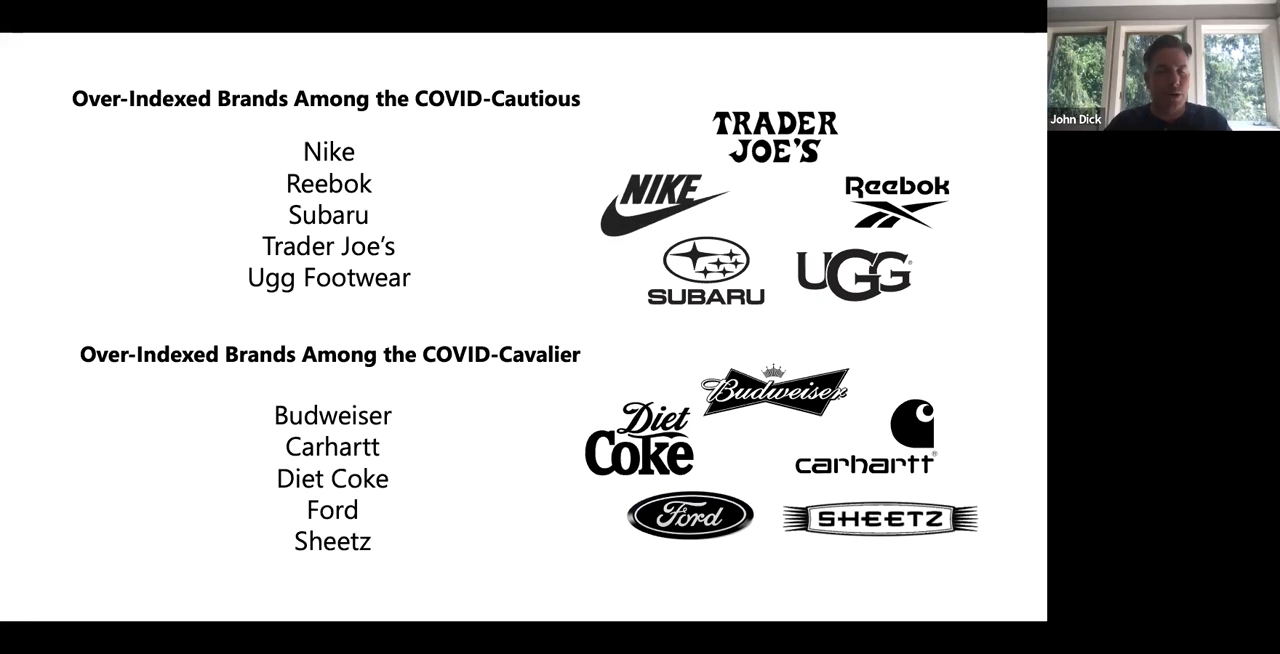 Over-Indexed Brands Among the COVID-Cautious
Nike
Reebok
Subaru
Trader Joe’s
Ugg Footwear
TRADER
JOE'S
NIKE
Reebok
SUBARU
UGG®
Over-Indexed Brands Among the COVID-Cavalier
Budweiser
Carhartt
Diet Coke
Ford
Sheetz
Budweiser
Diet
Coke
carhartt®
Ford
SHEETZ
John Dick